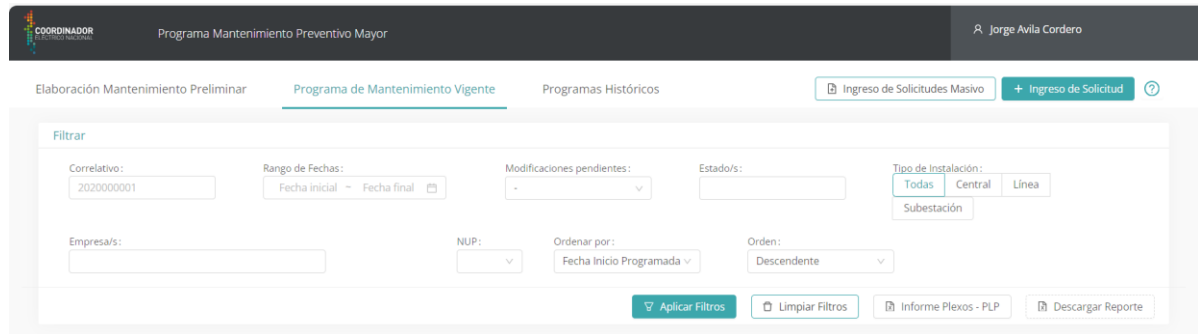 COORDINADOR
ELÉCTRICO NACIONAL
Programa Mantenimiento Preventivo Mayor
Jorge Avila Cordero
Elaboración Mantenimiento Preliminar
Programa de Mantenimiento Vigente
Programas Históricos
Ingreso de Solicitudes Masivo
+ Ingreso de Solicitud
?
Filtrar
Correlativo:
Rango de Fechas:
Modificaciones pendientes:
Estado/s:
Tipo de Instalación:
2020000001
Fecha inicial ~ Fecha final
-
Todas
Central
Línea
Subestación
Empresa/s:
NUP:
Ordenar por:
Orden:
Fecha Inicio Programada
Descendente
Aplicar Filtros
Limpiar Filtros
Informe Plexos - PLP
Descargar Reporte